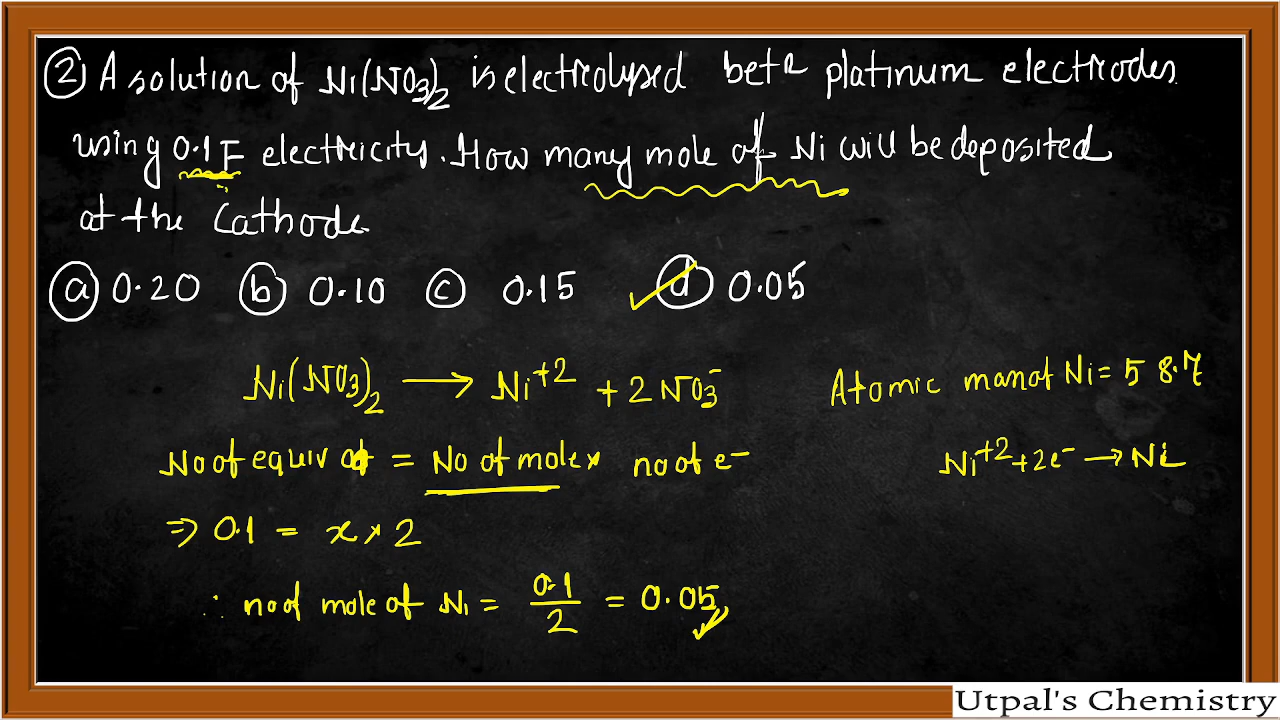 ② A solution of Ni(NO3)2 is electrolysed betn platinum electrodes
using 0.1F electricity. How many mole of Ni will be deposited
at the Cathode
ⓐ 0.20 ⓑ 0.10 ⓒ 0.15 ⓓ 0.05
Ni(NO3)2 → Ni+2 + 2NO3-
Atomic man of Ni = 58.7
No of equiv = No of mole × no of e-
Ni+2 + 2e- → Ni
⇒ 0.1 = x × 2
∴ no of mole of Ni = 0.1/2 = 0.05
Utpal's Chemistry